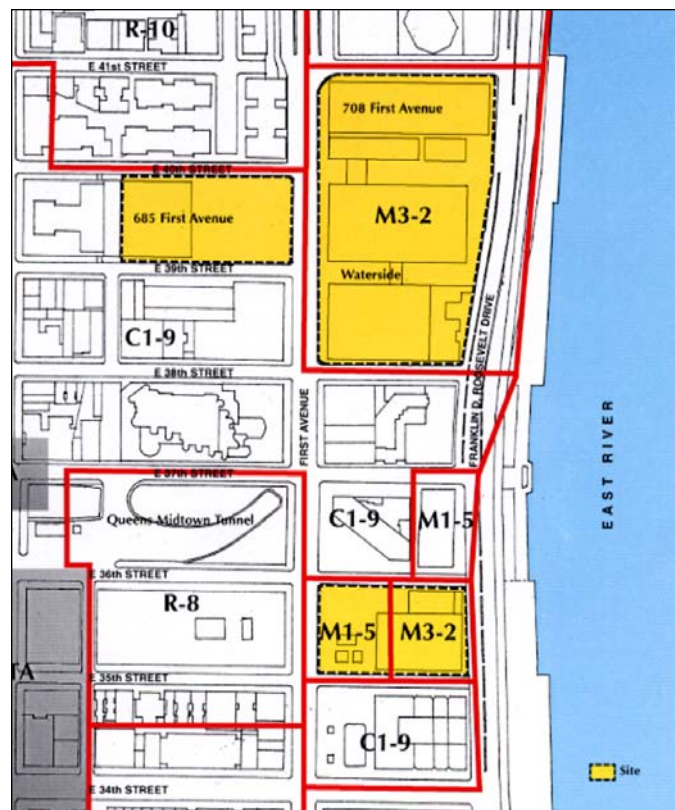 R-10
E 41st STREET
708 First Avenue
E 40th STREET
685 First Avenue
M3-2
E 39th STREET
Waterside
C1-9
FRANKLIN D. ROOSEVELT DRIVE
E 38th STREET
FIRST AVENUE
EAST RIVER
E 37th STREET
Queens Midtown Tunnel
C1-9
M1-5
E 36th STREET
R-8
M1-5
M3-2
TA
E 35th STREET
C1-9
Site
E 34th STREET